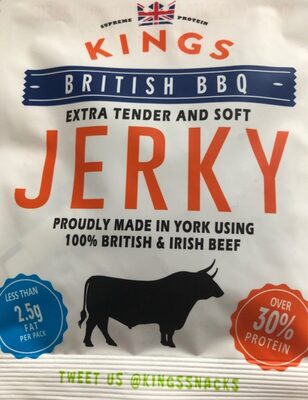 SUPREME PROTEIN
KINGS
BRITISH BBQ
EXTRA TENDER AND SOFT
JERKY
PROUDLY MADE IN YORK USING
100% BRITISH & IRISH BEEF
LESS THAN
2.5g
FAT
PER PACK
OVER
30%
PROTEIN
TWEET US @KINGSSNACKS